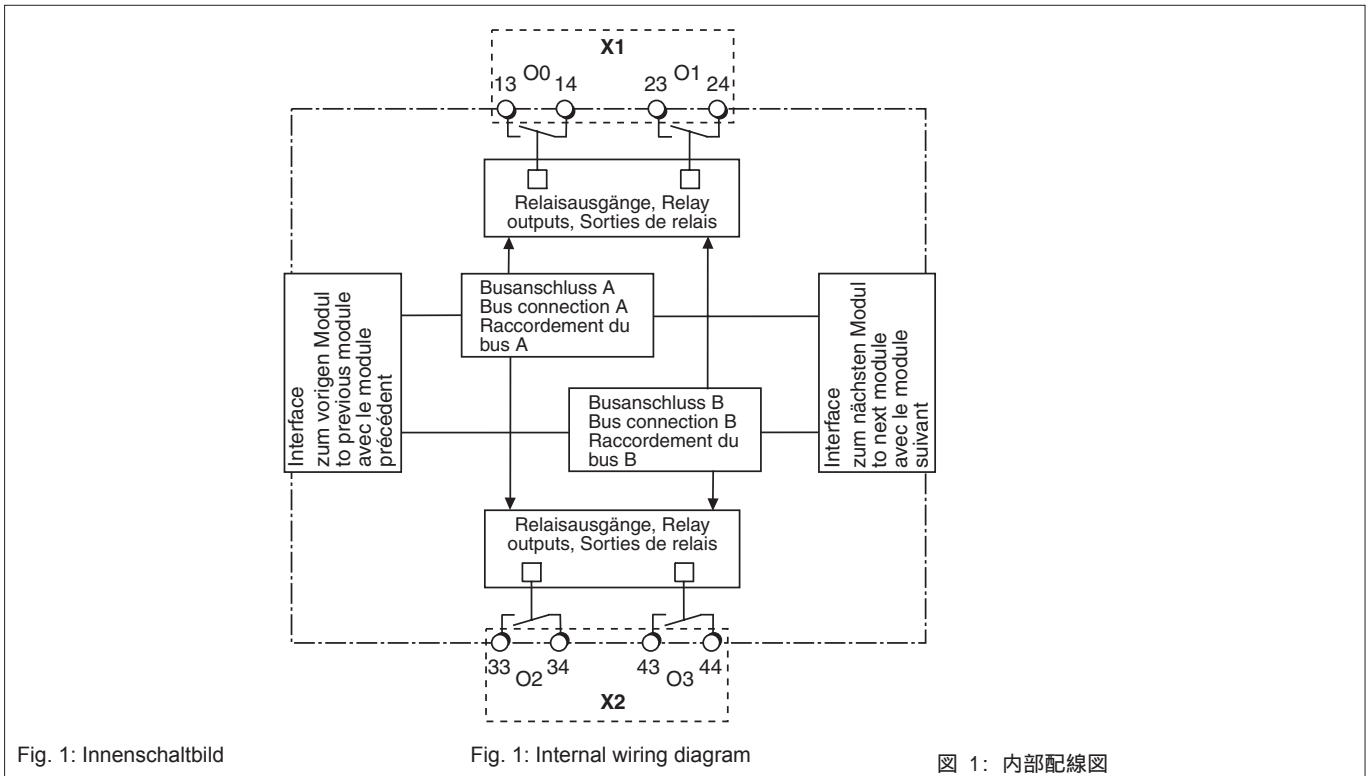 X1
13 O0 14 23 O1 24
Relaisausgänge, Relay
outputs, Sorties de relais
Interface
zum vorigen Modul
to previous module
avec le module
précédent
Busanschluss A
Bus connection A
Raccordement du
bus A
Busanschluss B
Bus connection B
Raccordement du
bus B
Interface
zum nächsten Modul
to next module
avec le module
suivant
Relaisausgänge, Relay
outputs, Sorties de relais
33 O2 34 43 O3 44
X2
Fig. 1: Innenschaltbild
Fig. 1: Internal wiring diagram
図 1: 内部配線図